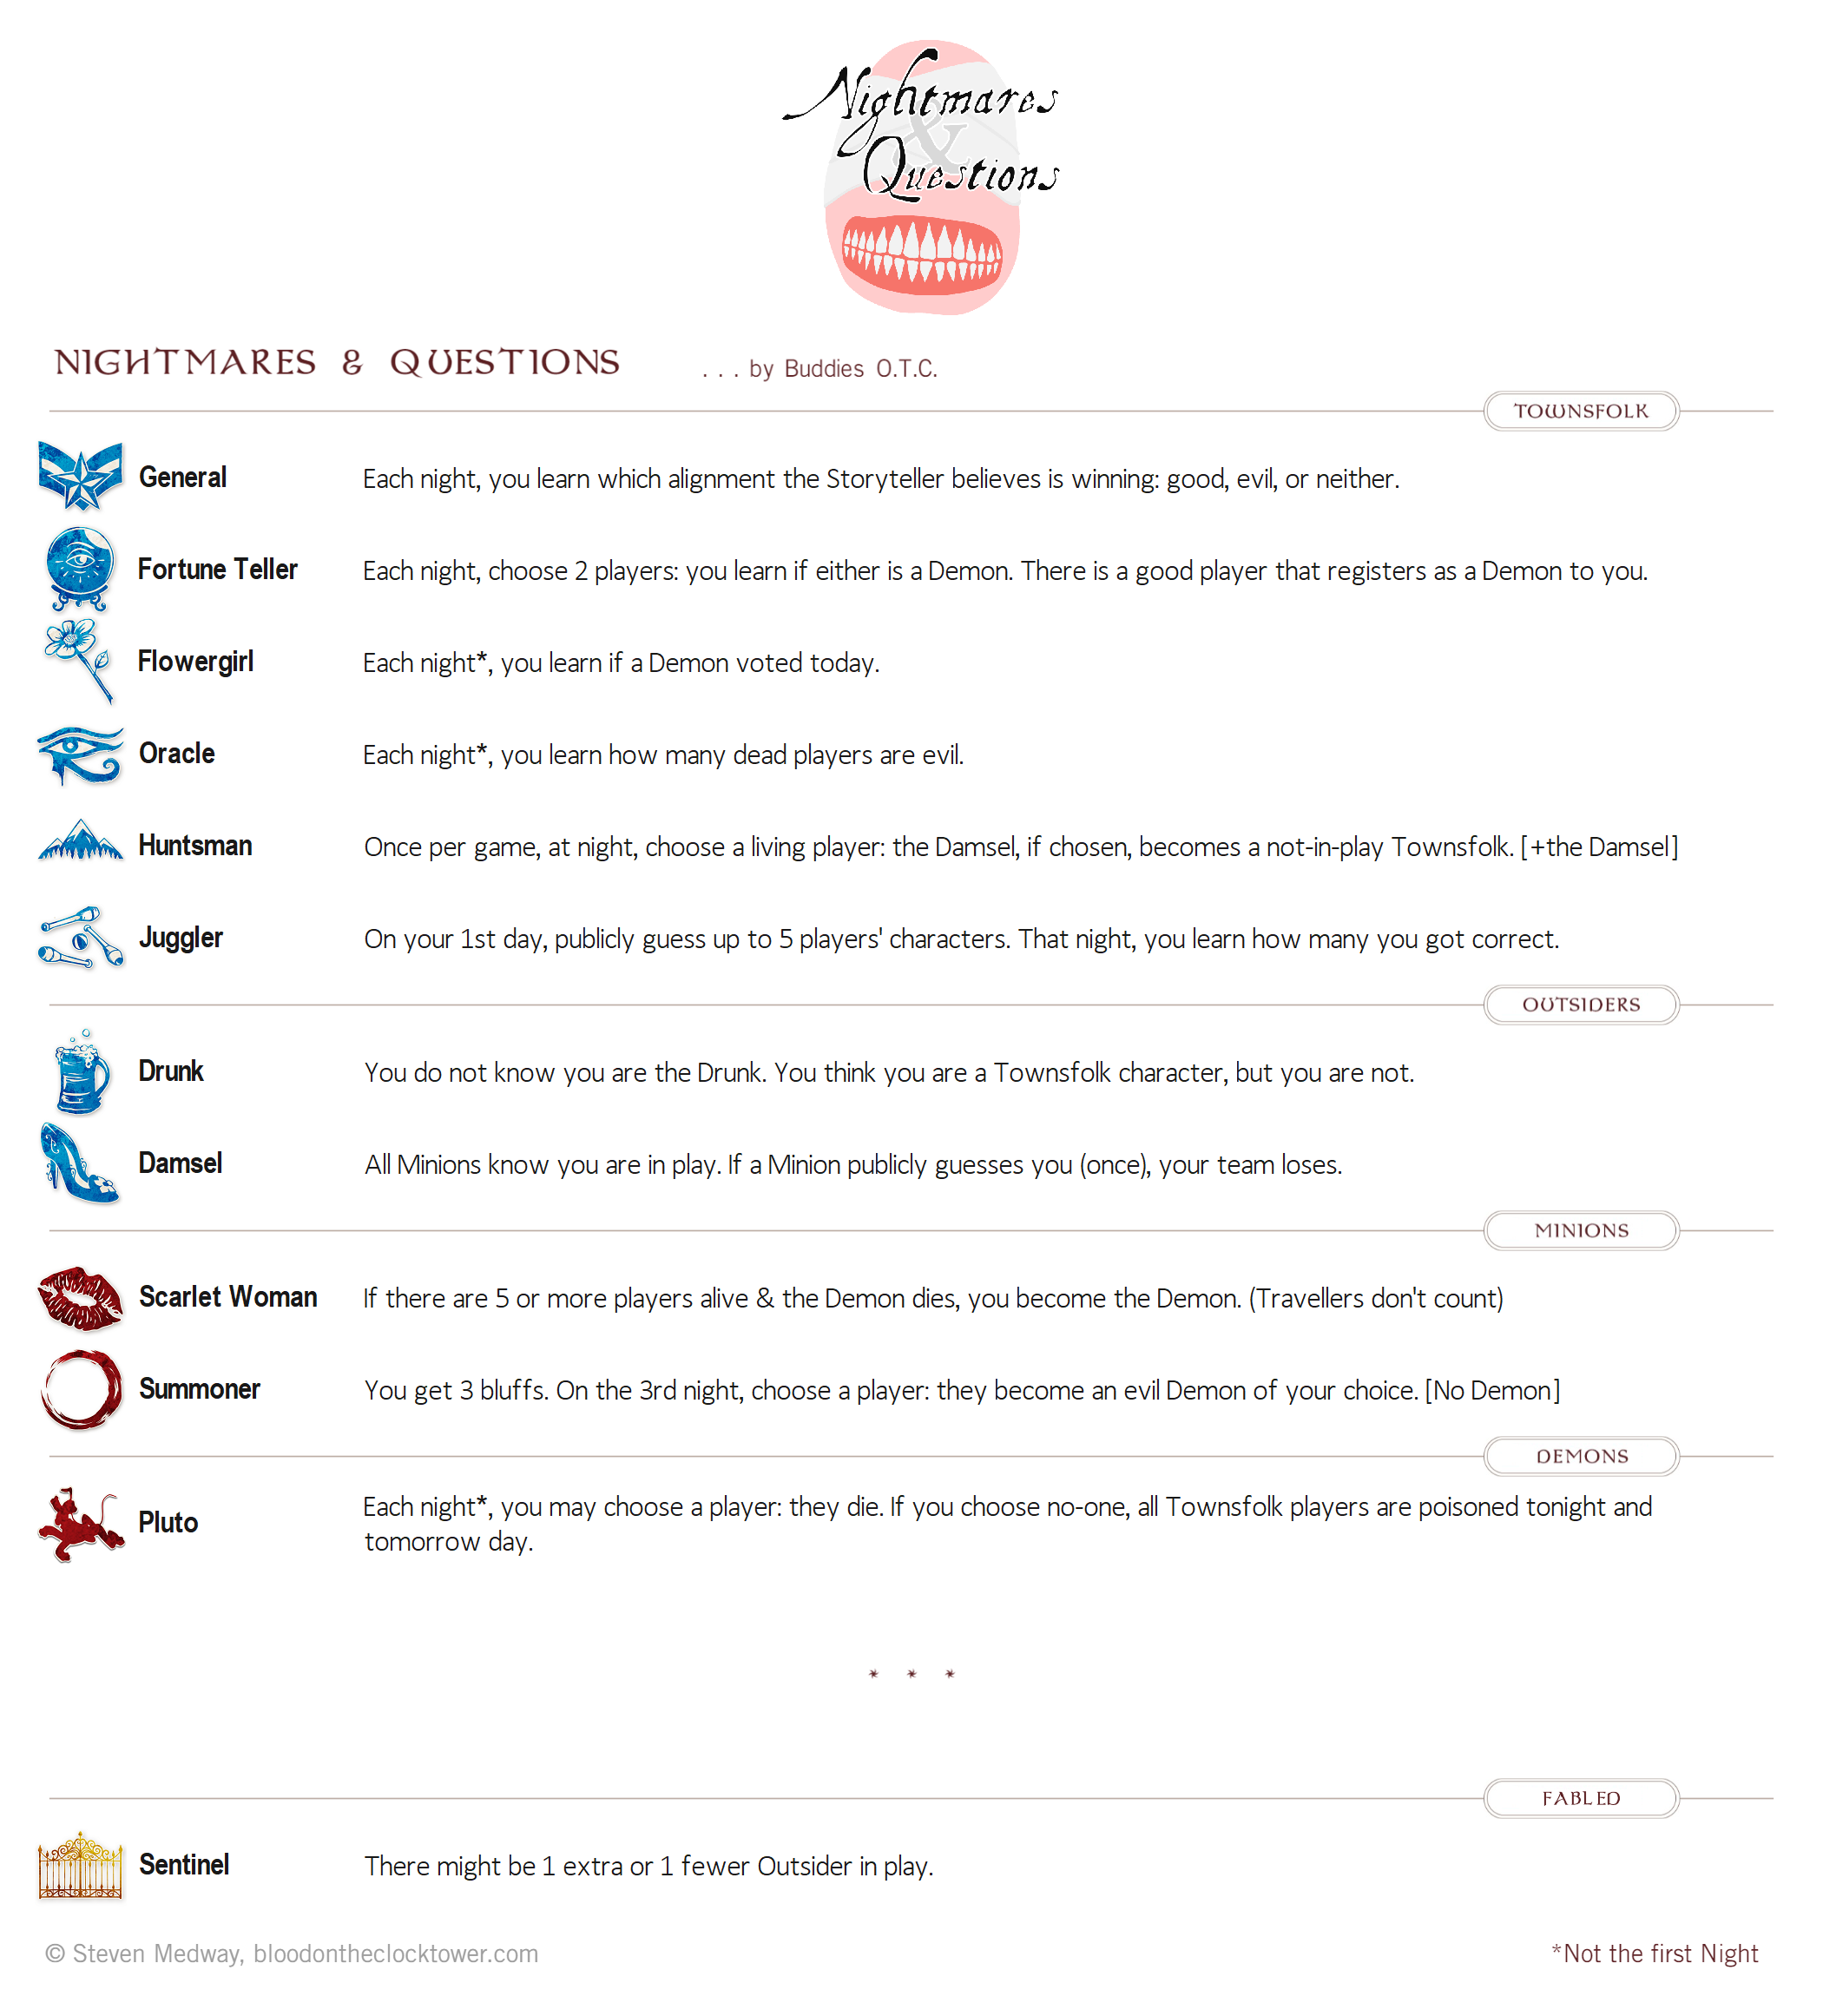 Nightmares
&
Questions
NIGHTMARES & QUESTIONS . . . by Buddies O.T.C.
TOWNSFOLK
General Each night, you learn which alignment the Storyteller believes is winning: good, evil, or neither.
Fortune Teller Each night, choose 2 players: you learn if either is a Demon. There is a good player that registers as a Demon to you.
Flowergirl Each night*, you learn if a Demon voted today.
Oracle Each night*, you learn how many dead players are evil.
Huntsman Once per game, at night, choose a living player: the Damsel, if chosen, becomes a not-in-play Townsfolk. [+the Damsel]
Juggler On your 1st day, publicly guess up to 5 players' characters. That night, you learn how many you got correct.
OUTSIDERS
Drunk You do not know you are the Drunk. You think you are a Townsfolk character, but you are not.
Damsel All Minions know you are in play. If a Minion publicly guesses you (once), your team loses.
MINIONS
Scarlet Woman If there are 5 or more players alive & the Demon dies, you become the Demon. (Travellers don't count)
Summoner You get 3 bluffs. On the 3rd night, choose a player: they become an evil Demon of your choice. [No Demon]
DEMONS
Pluto Each night*, you may choose a player: they die. If you choose no-one, all Townsfolk players are poisoned tonight and
tomorrow day.
* * *
FABLED
Sentinel There might be 1 extra or 1 fewer Outsider in play.
© Steven Medway, bloodontheclocktower.com *Not the first Night